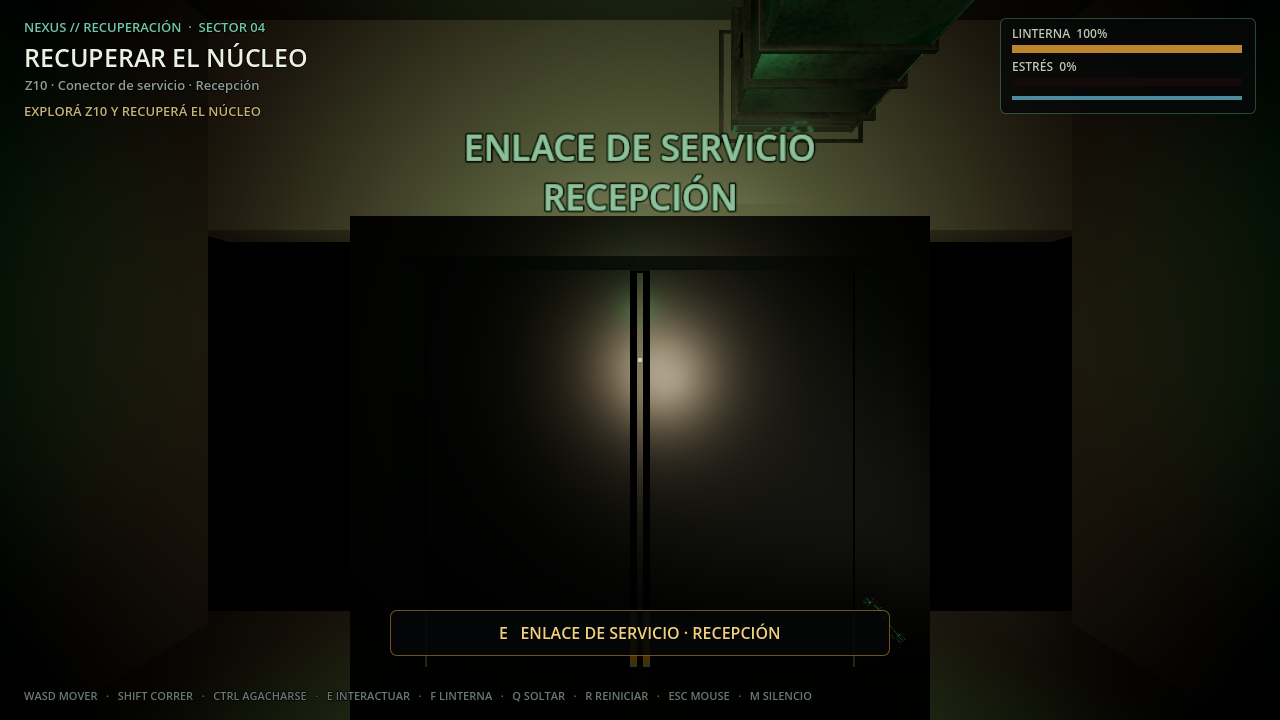 NEXUS // RECUPERACIÓN · SECTOR 04
RECUPERAR EL NÚCLEO
Z10 · Conector de servicio · Recepción
EXPLORÁ Z10 Y RECUPERÁ EL NÚCLEO
LINTERNA 100%
ESTRÉS 0%
ENLACE DE SERVICIO
RECEPCIÓN
E ENLACE DE SERVICIO · RECEPCIÓN
WASD MOVER · SHIFT CORRER · CTRL AGACHARSE · E INTERACTUAR · F LINTERNA · Q SOLTAR · R REINICIAR · ESC MOUSE · M SILENCIO